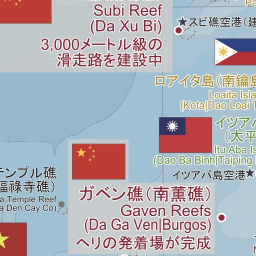 Subi Reef
(Da Xu Bi)
3,000メートル級の
滑走路を建設中
スビ礁空港(建
ロアイタ島(南鑰
Loaita Isl
(Kota|Dao Loai T
イツアバ
(太平
Itu Aba Isl
(Dao Ba Binh|Taiping
イツアバ島空港
テンプル礁
福禄寺礁)
a Temple Reef
a Den Cay Co)
ガベン礁(南薫礁)
Gaven Reefs
(Da Ga Ven|Burgos)
ヘリの発着場が完成